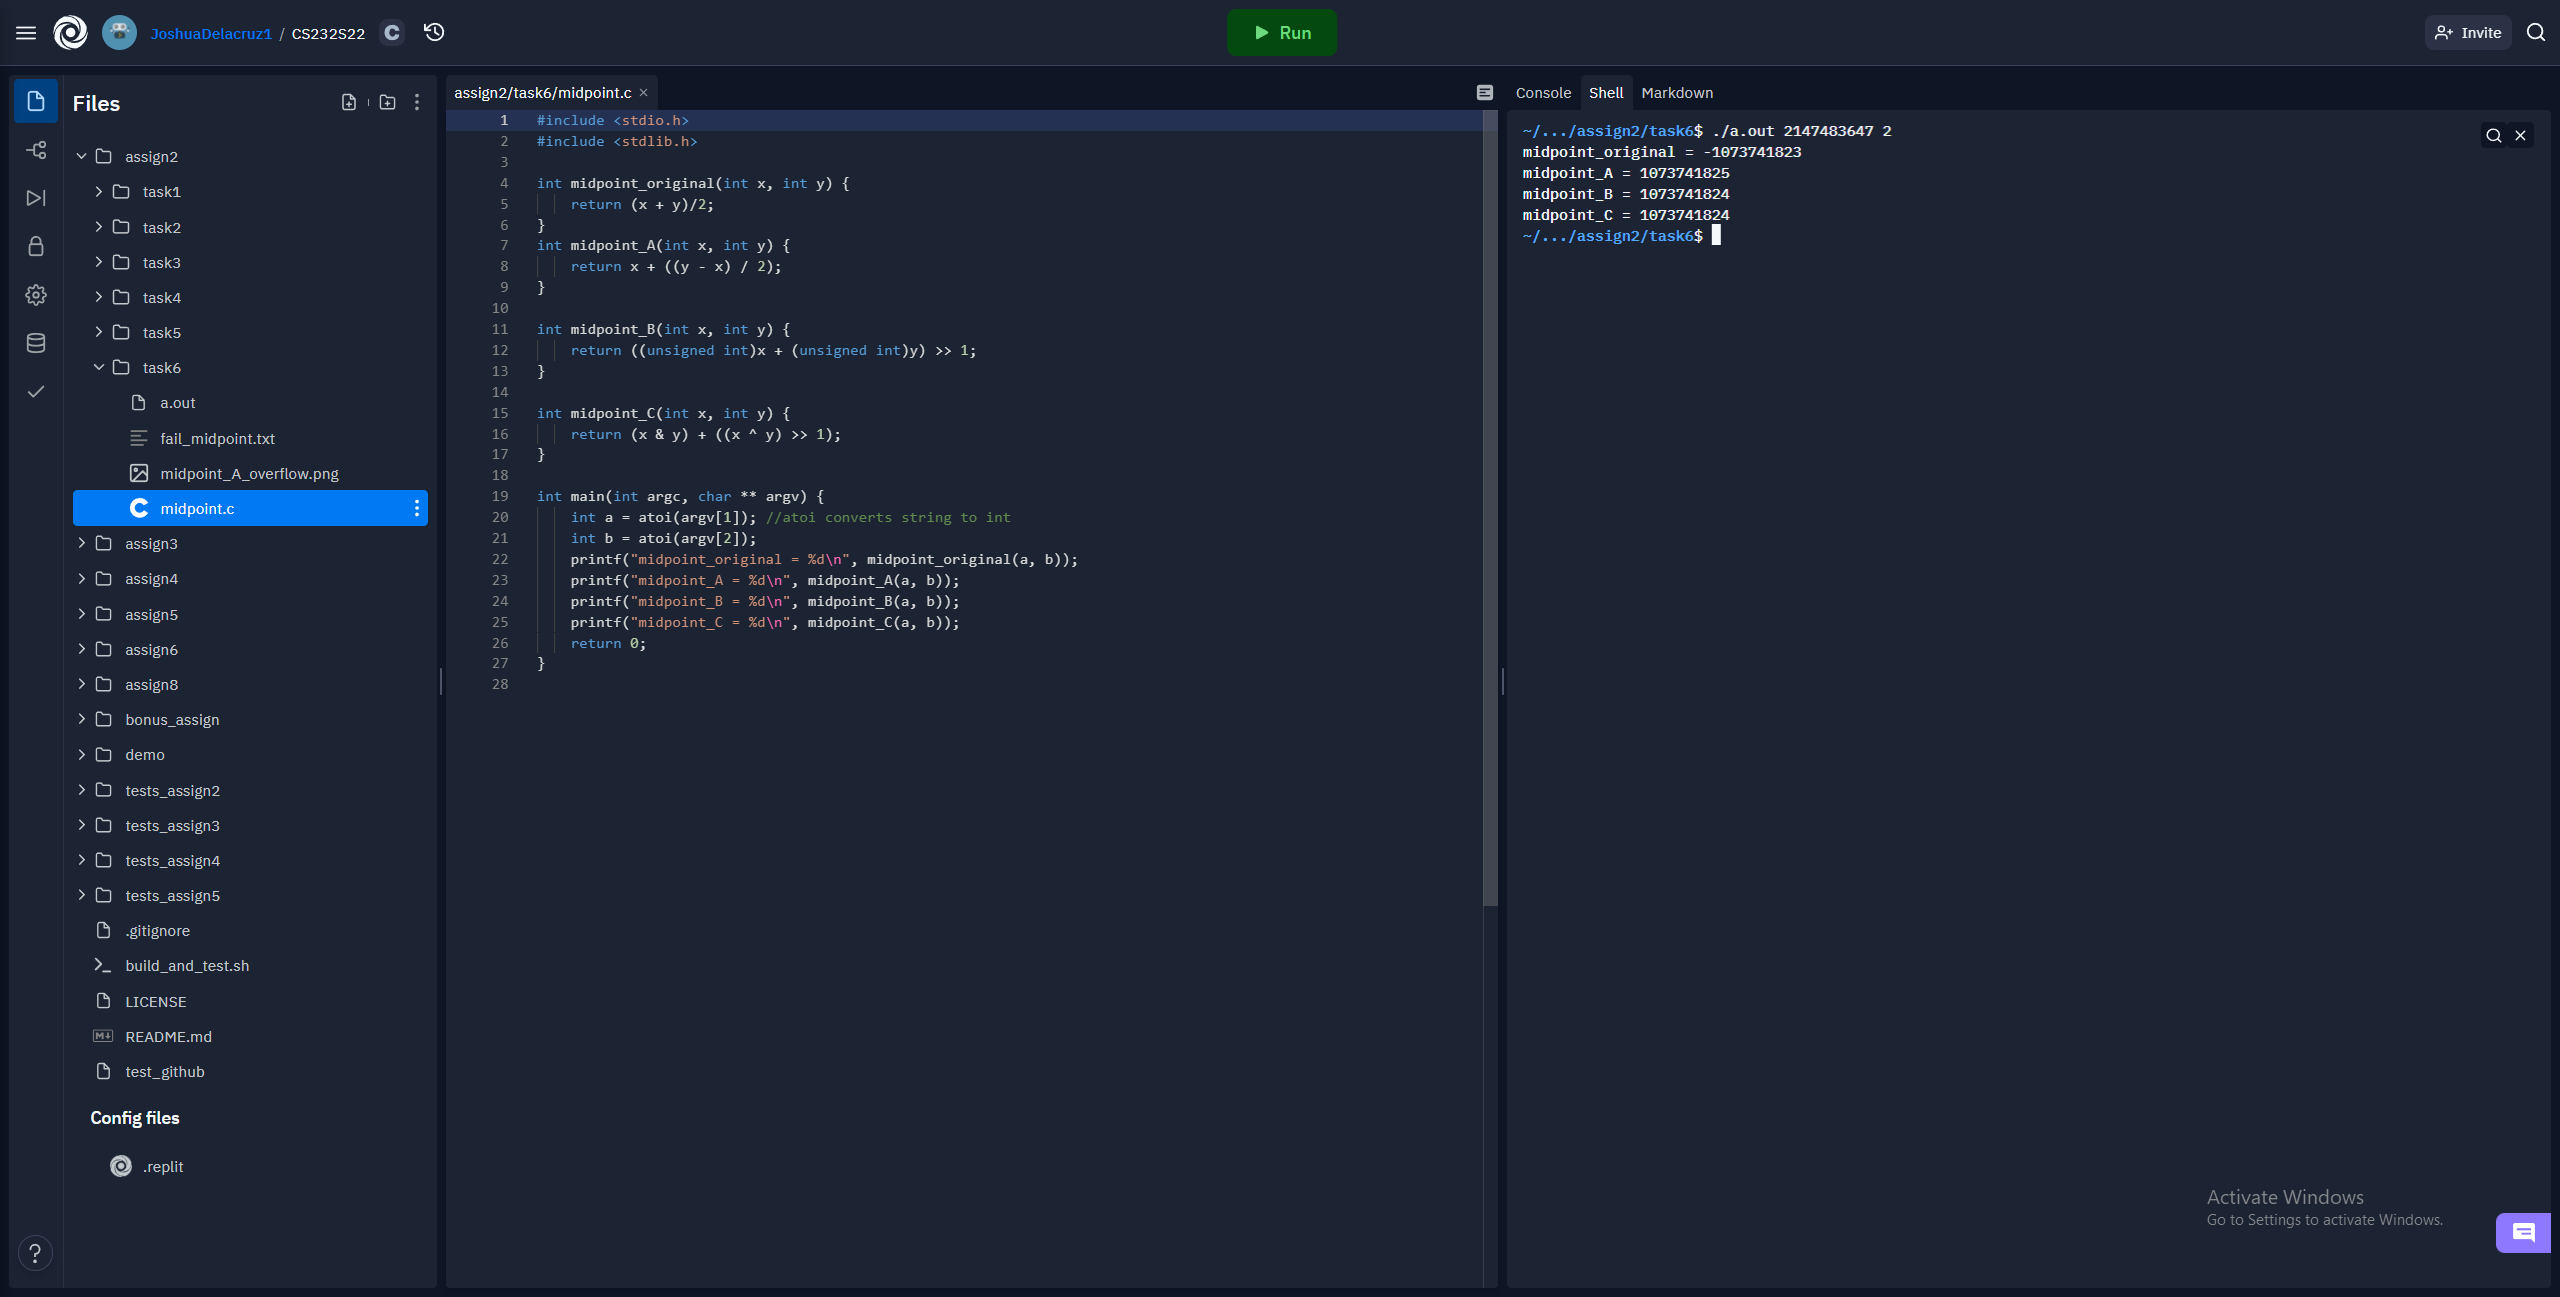 JoshuaDelacruz1 / CS232S22
Run
Invite
Files
assign2
task1
task2
task3
task4
task5
task6
a.out
fail_midpoint.txt
midpoint_A_overflow.png
midpoint.c
assign3
assign4
assign5
assign6
assign8
bonus_assign
demo
tests_assign2
tests_assign3
tests_assign4
tests_assign5
.gitignore
build_and_test.sh
LICENSE
README.md
test_github
Config files
.replit
assign2/task6/midpoint.c
1 #include <stdio.h>
2 #include <stdlib.h>
3
4 int midpoint_original(int x, int y) {
5 return (x + y)/2;
6 }
7 int midpoint_A(int x, int y) {
8 return x + ((y - x) / 2);
9 }
10
11 int midpoint_B(int x, int y) {
12 return ((unsigned int)x + (unsigned int)y) >> 1;
13 }
14
15 int midpoint_C(int x, int y) {
16 return (x & y) + ((x ^ y) >> 1);
17 }
18
19 int main(int argc, char ** argv) {
20 int a = atoi(argv[1]); //atoi converts string to int
21 int b = atoi(argv[2]);
22 printf("midpoint_original = %d\n", midpoint_original(a, b));
23 printf("midpoint_A = %d\n", midpoint_A(a, b));
24 printf("midpoint_B = %d\n", midpoint_B(a, b));
25 printf("midpoint_C = %d\n", midpoint_C(a, b));
26 return 0;
27 }
28
Console Shell Markdown
~/.../assign2/task6$ ./a.out 2147483647 2
midpoint_original = -1073741823
midpoint_A = 1073741825
midpoint_B = 1073741824
midpoint_C = 1073741824
~/.../assign2/task6$
Activate Windows
Go to Settings to activate Windows.